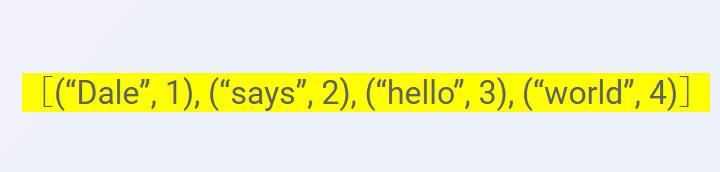 ［(“Dale”, 1), (“says”, 2), (“hello”, 3), (“world”, 4)］